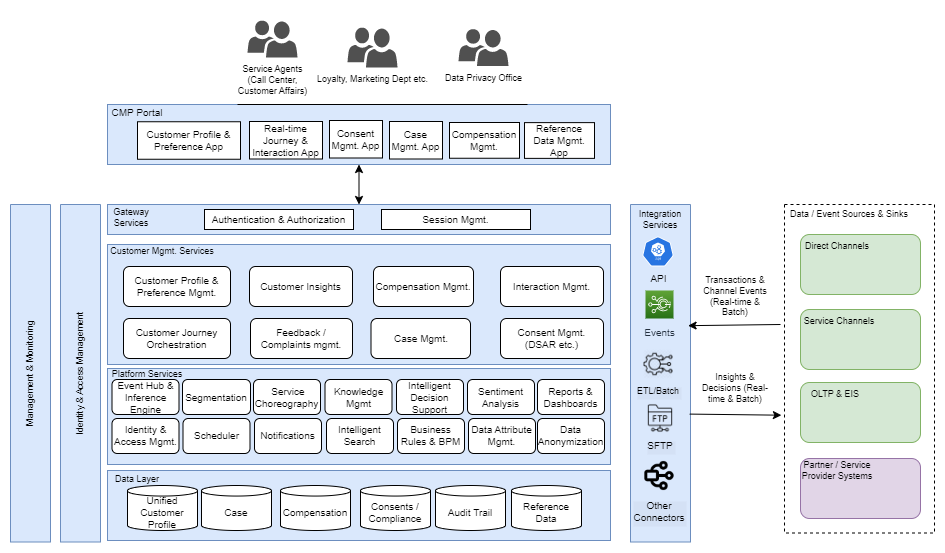 Service Agents
(Call Center,
Customer Affairs)
Loyalty, Marketing Dept etc.
Data Privacy Office
CMP Portal
Customer Profile &
Preference App
Real-time
Journey &
Interaction App
Consent
Mgmt. App
Case
Mgmt. App
Compensation
Mgmt.
Reference
Data Mgmt.
App
Management & Monitoring
Identity & Access Management
Gateway
Services
Authentication & Authorization
Session Mgmt.
Customer Mgmt. Services
Customer Profile &
Preference Mgmt.
Customer Insights
Compensation Mgmt.
Interaction Mgmt.
Customer Journey
Orchestration
Feedback /
Complaints mgmt.
Case Mgmt.
Consent Mgmt.
(DSAR etc.)
Platform Services
Event Hub &
Inference
Engine
Segmentation
Service
Choreography
Knowledge
Mgmt
Intelligent
Decision
Support
Sentiment
Analysis
Reports &
Dashboards
Identity &
Access Mgmt.
Scheduler
Notifications
Intelligent
Search
Business
Rules & BPM
Data Attribute
Mgmt.
Data
Anonymization
Data Layer
Unified
Customer
Profile
Case
Compensation
Consents /
Compliance
Audit Trail
Reference
Data
Integration
Services
API
Events
ETL/Batch
FTP
SFTP
Other
Connectors
Transactions &
Channel Events
(Real-time &
Batch)
Insights &
Decisions (Real-
time & Batch)
Data / Event Sources & Sinks
Direct Channels
Service Channels
OLTP & EIS
Partner / Service
Provider Systems